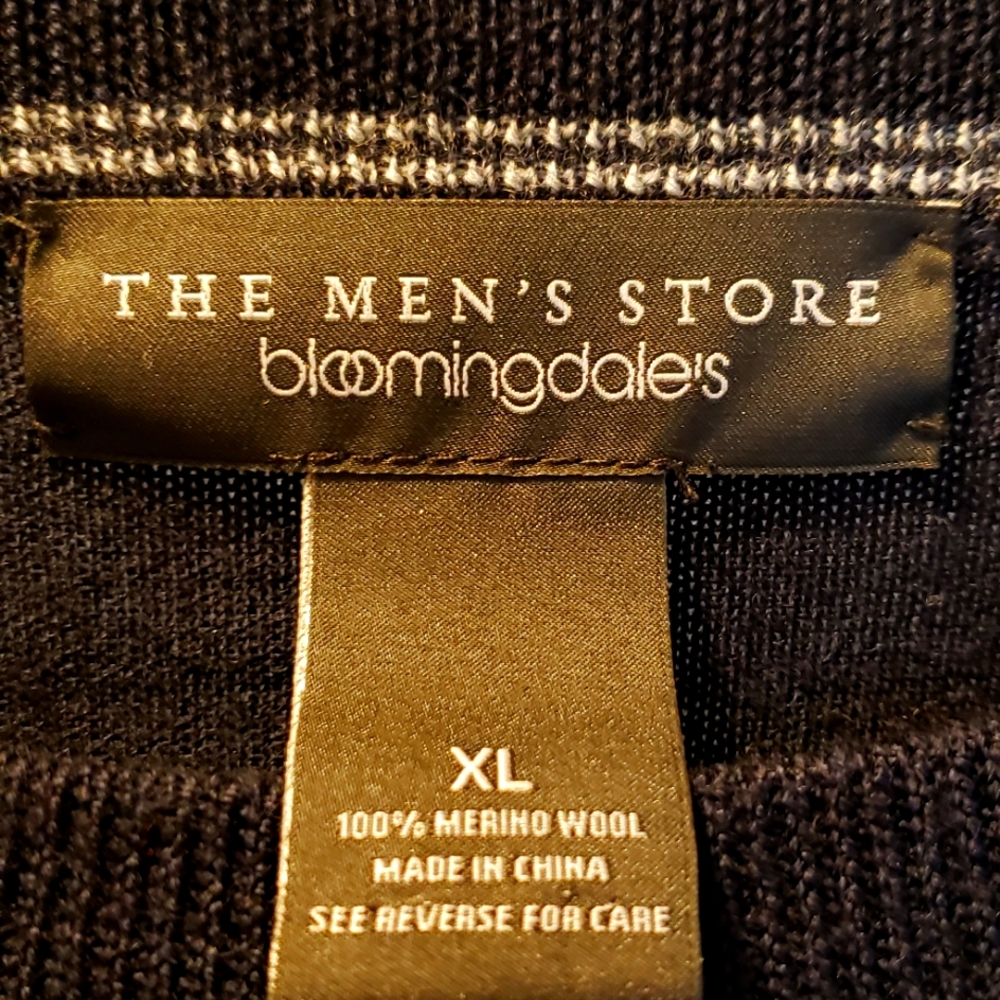 THE MEN'S STORE
bloomingdale's
XL
100% MERINO WOOL
MADE IN CHINA
SEE REVERSE FOR CARE